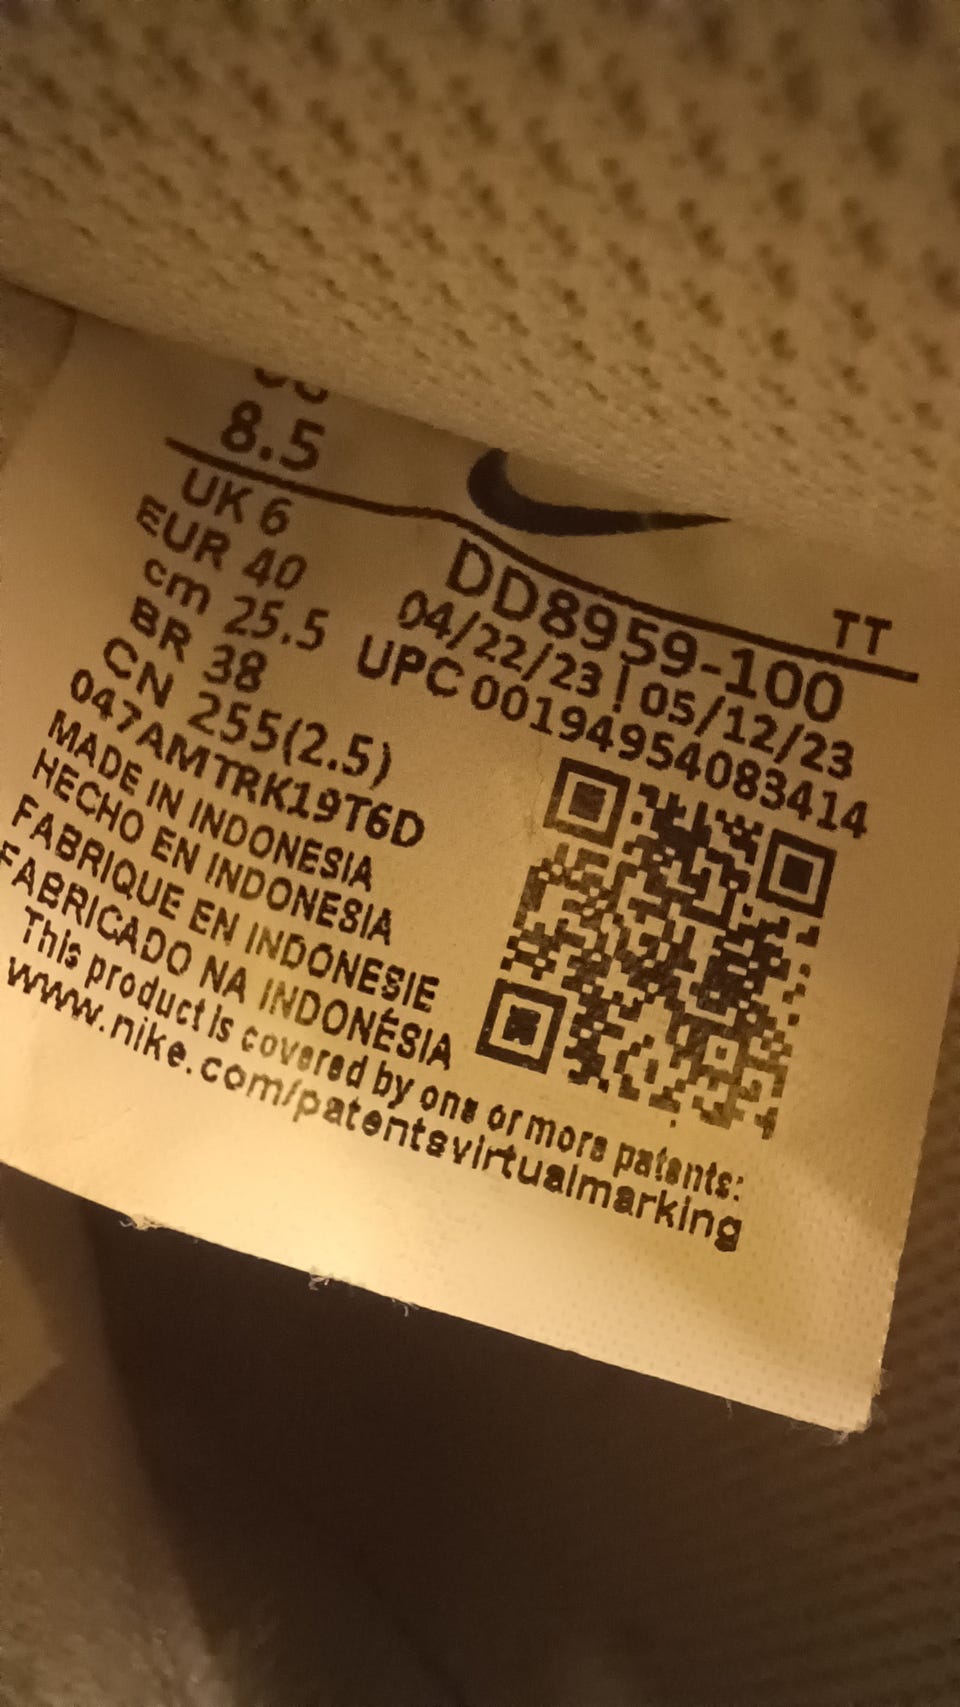 8.5
UK 6
EUR 40
cm 25.5
BR 38
CN 255(2.5)
047AMTRK19T6D
MADE IN INDONESIA
HECHO EN INDONESIA
FABRIQUE EN INDONESIE
FABRICADO NA INDONÉSIA
This product is covered by one or more patents:
www.nike.com/patentsvirtualmarking
TT
DD8959-100
04/22/23 | 05/12/23
UPC 00194954083414